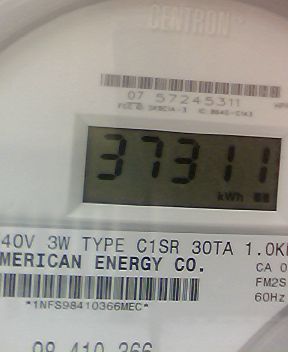 CENTRON
07 57245311
37311
kWh
40V 3W TYPE C1SR 30TA 1.0K
MERICAN ENERGY CO.
CA 0
FM2S
60Hz
*1NFS98410366MEC*
98 410 366